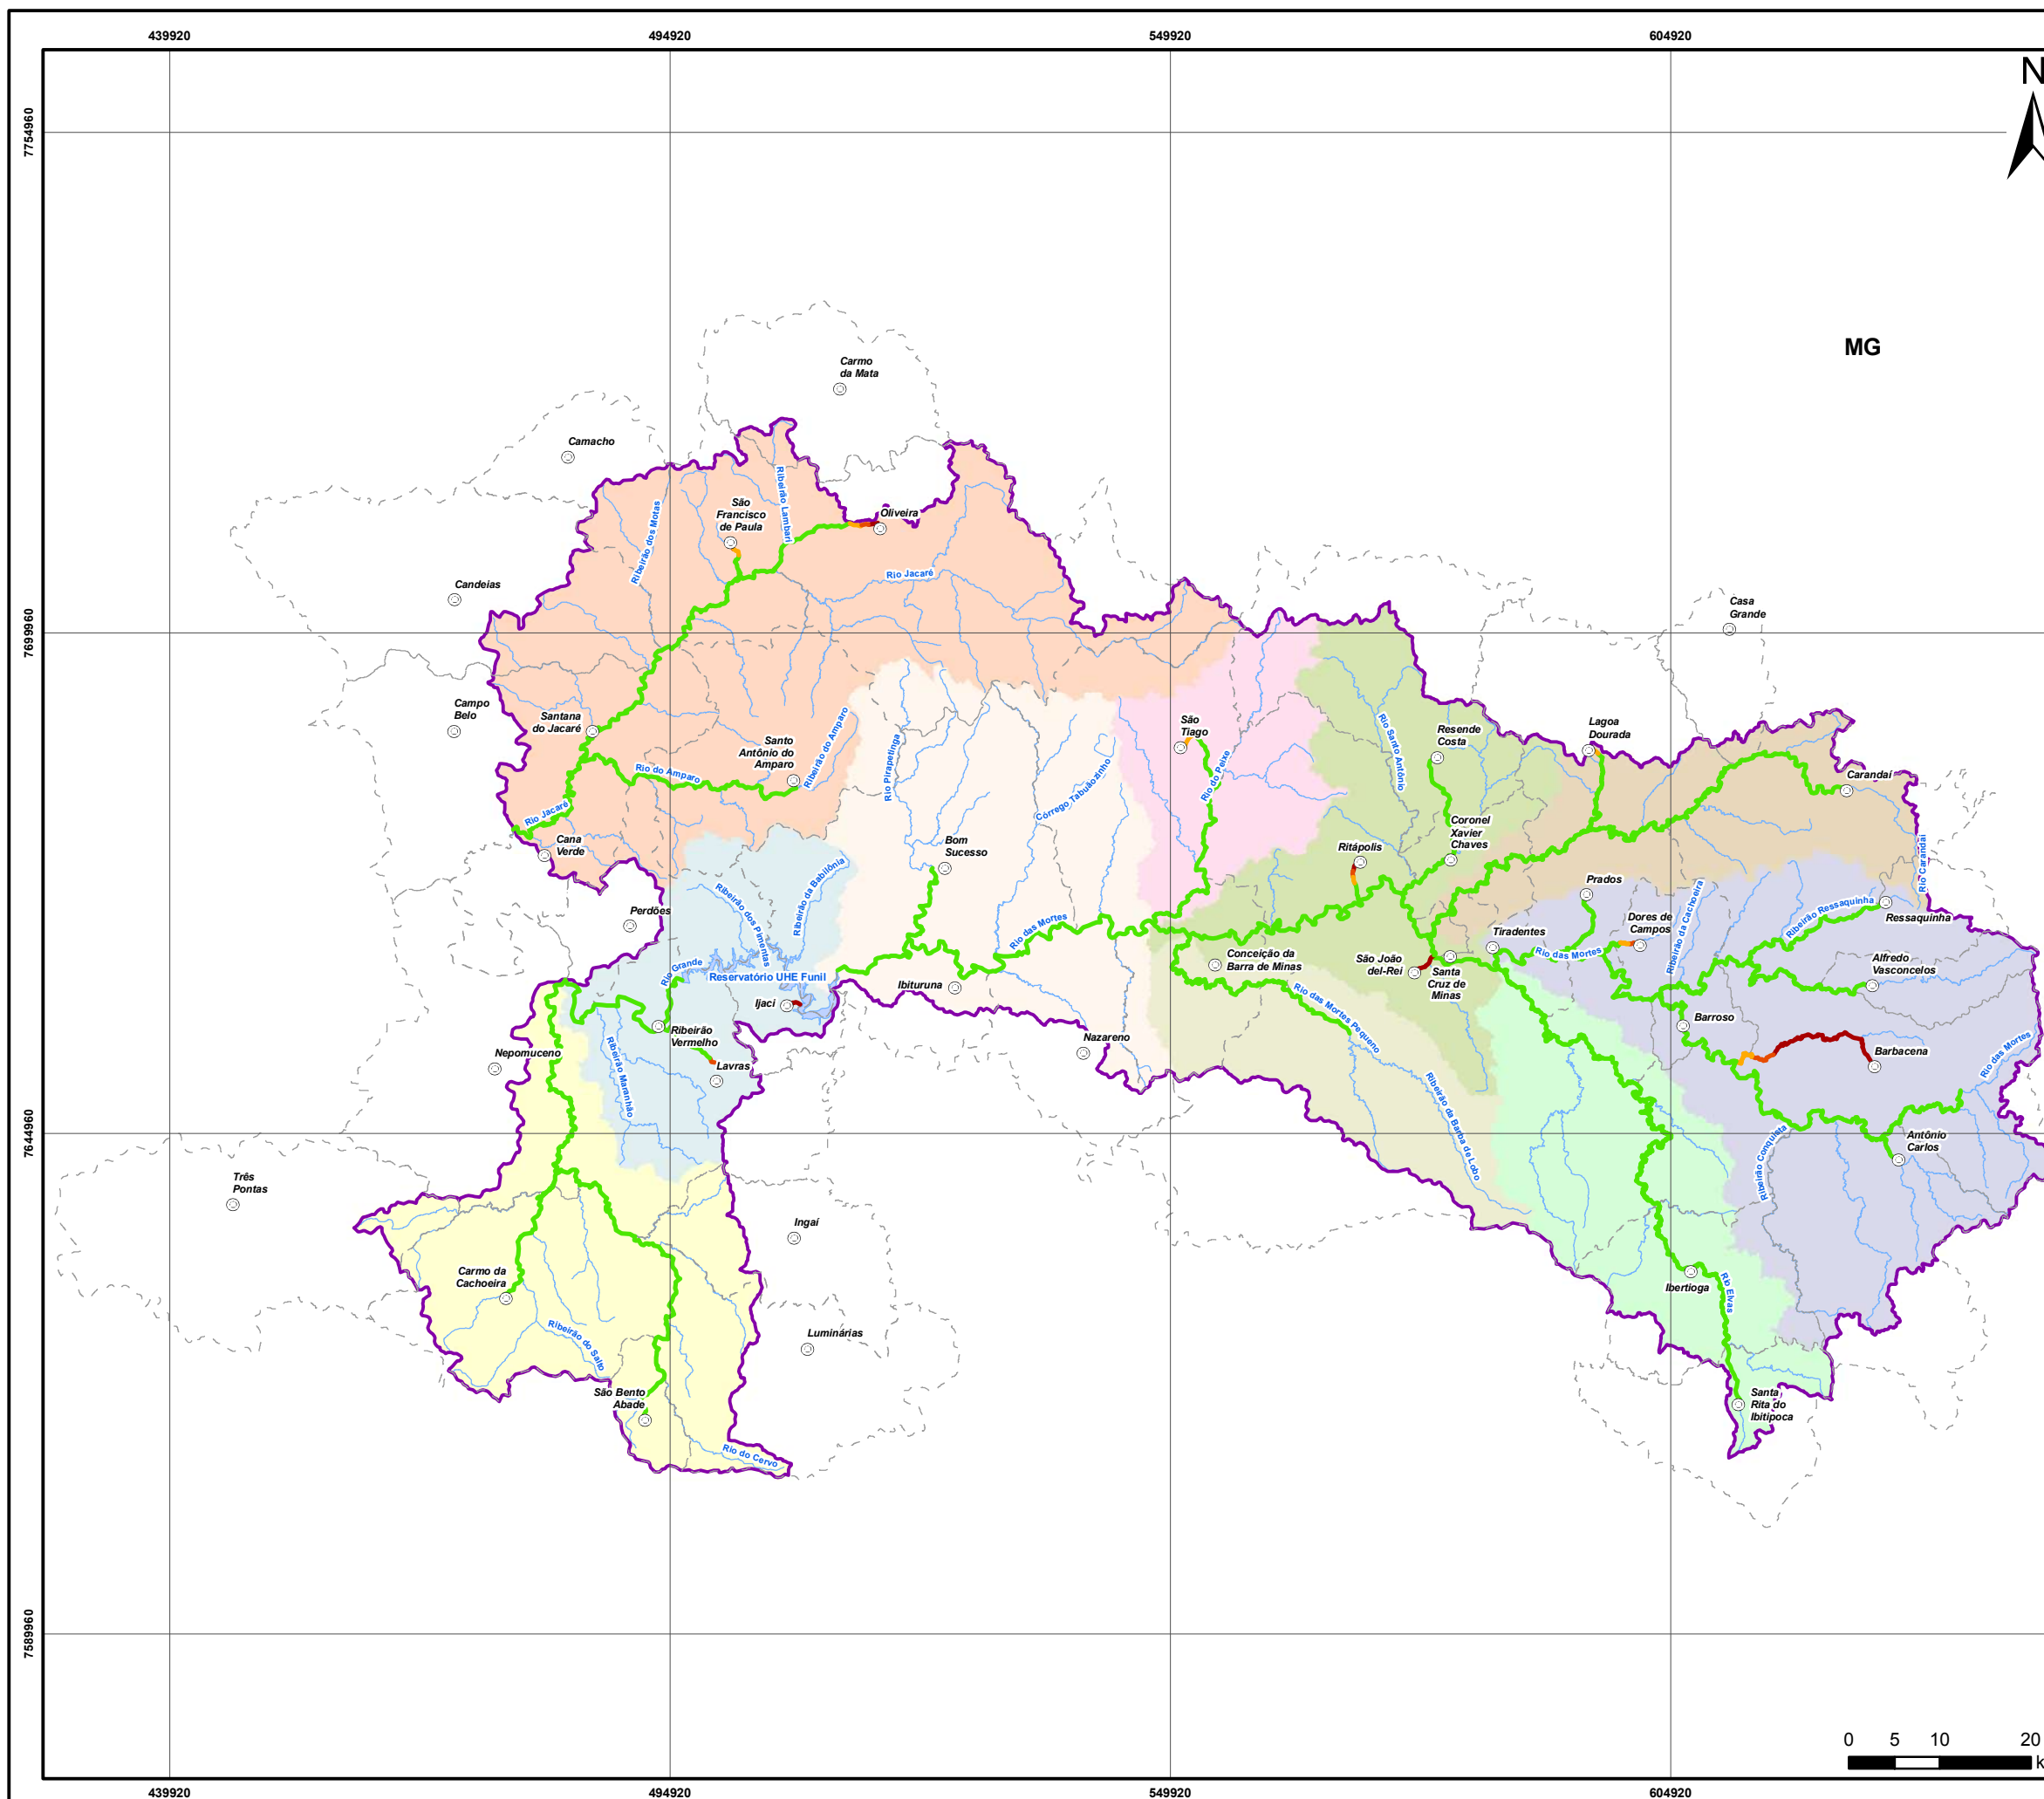 439920
494920
549920
604920
N
7754960
MG
Carmo
da Mata
Camacho
Ribeirão Lambari
São
Francisco
de Paula
Ribeirão dos Motas
Oliveira
Rio Jacaré
Candeias
Casa
Grande
7699960
Campo
Belo
Santana
do Jacaré
Santo
Antônio do
Amparo
Ribeirão do Amparo
Rio do Amparo
Rio Pirapetinga
Córrego Tabuãozinho
São
Tiago
Rio do Peixe
Rio Santo Antônio
Resende
Costa
Lagoa
Dourada
Carandaí
Rio Jacaré
Cana
Verde
Bom
Sucesso
Ritápolis
Coronel
Xavier
Chaves
Rio Carandaí
Prados
Perdões
Ribeirão dos Pimentas
Ribeirão da Babilônia
Rio das Mortes
Dores de
Campos
Ribeirão da Cachoeira
Ribeirão Ressaquinha
Ressaquinha
Tiradentes
Rio das Mortes
Rio Grande
Reservatório UHE Funil
Conceição da
Barra de Minas
São João
del-Rei
Santa
Cruz de
Minas
Alfredo
Vasconcelos
Ijaci
Ibituruna
Rio das Mortes Pequeno
Barroso
Ribeirão
Vermelho
Nazareno
Nepomuceno
Ribeirão Maranhão
Lavras
Barbacena
Rio das Mortes
Ribeirão da Barba de Lobo
7644960
Ribeirão Conquista
Antônio
Carlos
Três
Pontas
Ingaí
Carmo da
Cachoeira
Ibertioga
Rio Elvas
Ribeirão do Salto
Luminárias
São Bento
Abade
Santa
Rita do
Ibitipoca
Rio do Cervo
7589960
0 5 10 20
k
439920
494920
549920
604920